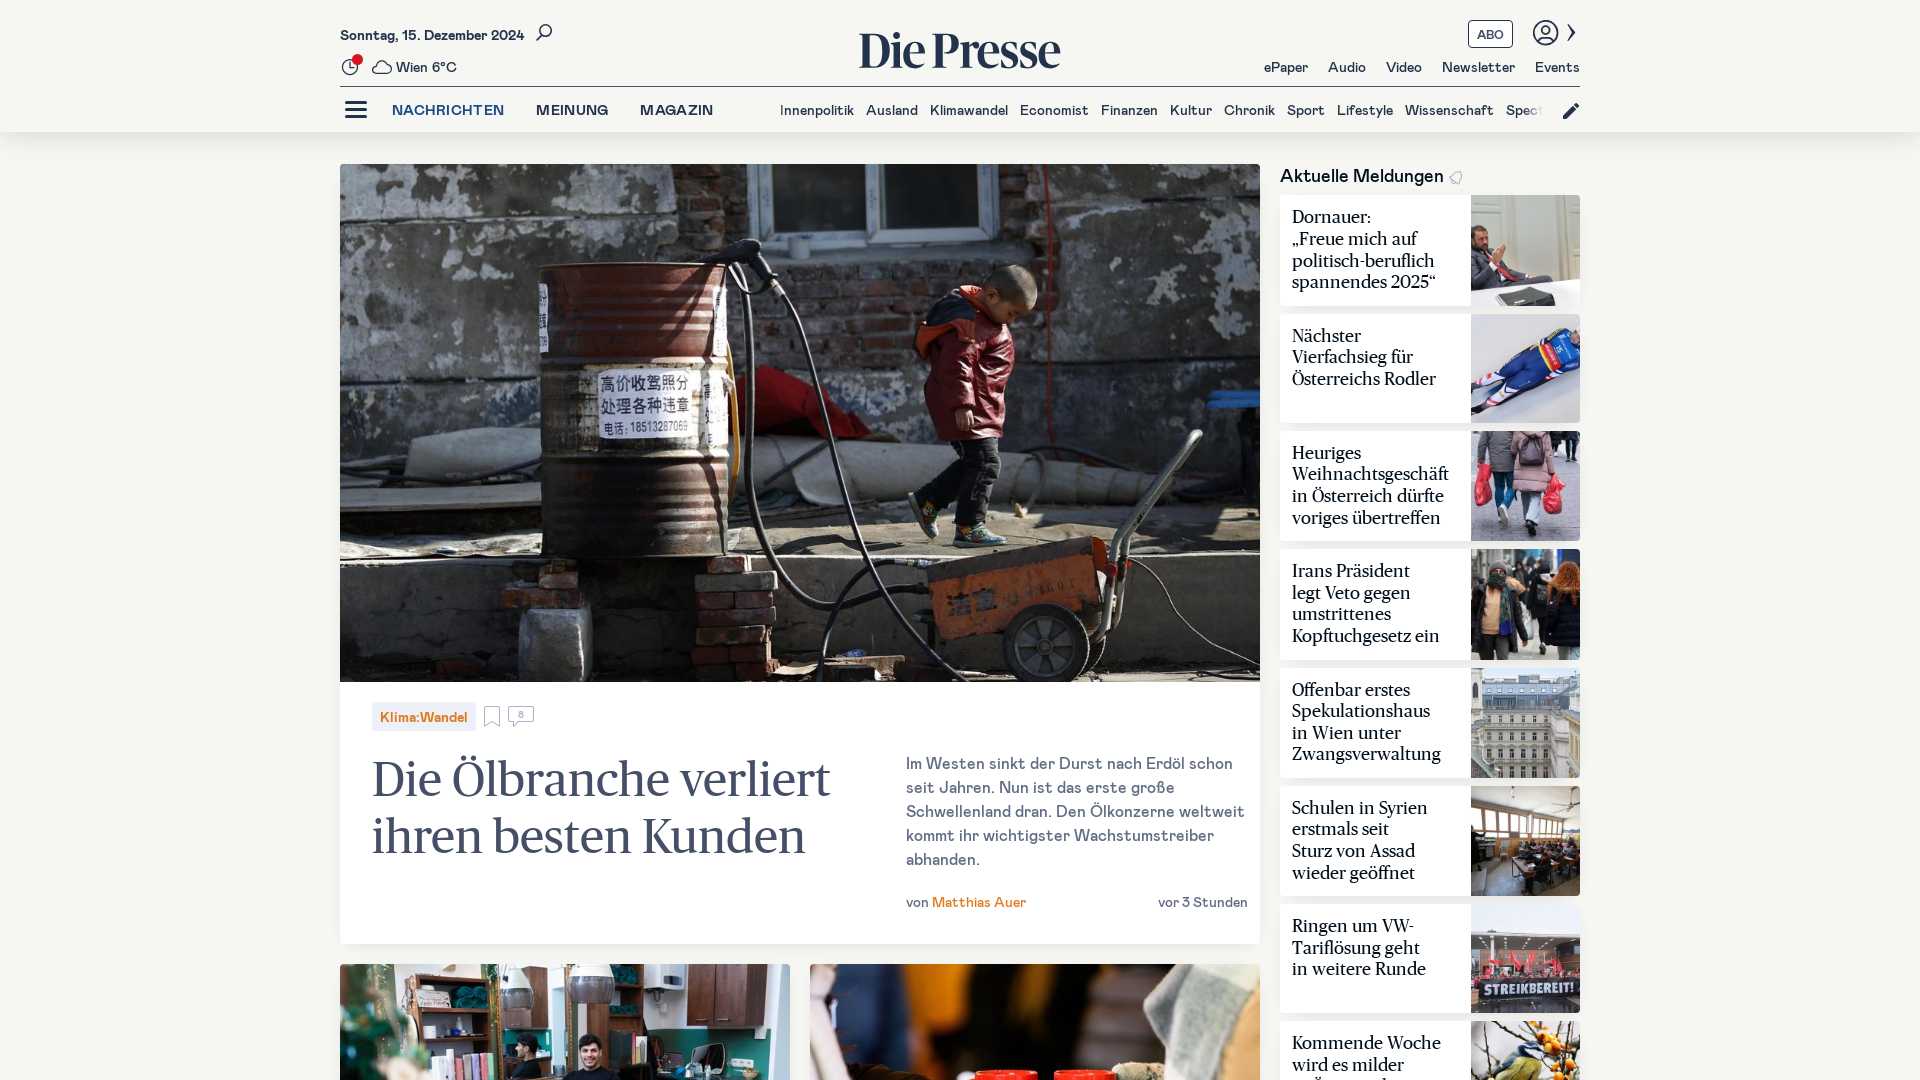 Sonntag, 15. Dezember 2024
Wien 6°C
Die Presse
ABO
ePaper Audio Video Newsletter Events
NACHRICHTEN MEINUNG MAGAZIN
Innenpolitik Ausland Klimawandel Economist Finanzen Kultur Chronik Sport Lifestyle Wissenschaft Spect
高价收驾照分
处理各种违章
电话:18513287069
Klima:Wandel
8
Die Ölbranche verliert
ihren besten Kunden
Im Westen sinkt der Durst nach Erdöl schon
seit Jahren. Nun ist das erste große
Schwellenland dran. Den Ölkonzerne weltweit
kommt ihr wichtigster Wachstumstreiber
abhanden.
von Matthias Auer
vor 3 Stunden
Aktuelle Meldungen
Dornauer:
„Freue mich auf
politisch-beruflich
spannendes 2025“
Nächster
Vierfachsieg für
Österreichs Rodler
Heuriges
Weihnachtsgeschäft
in Österreich dürfte
voriges übertreffen
Irans Präsident
legt Veto gegen
umstrittenes
Kopftuchgesetz ein
Offenbar erstes
Spekulationshaus
in Wien unter
Zwangsverwaltung
Schulen in Syrien
erstmals seit
Sturz von Assad
wieder geöffnet
Ringen um VW-
Tariflösung geht
in weitere Runde
STREIKBEREIT!
Kommende Woche
wird es milder